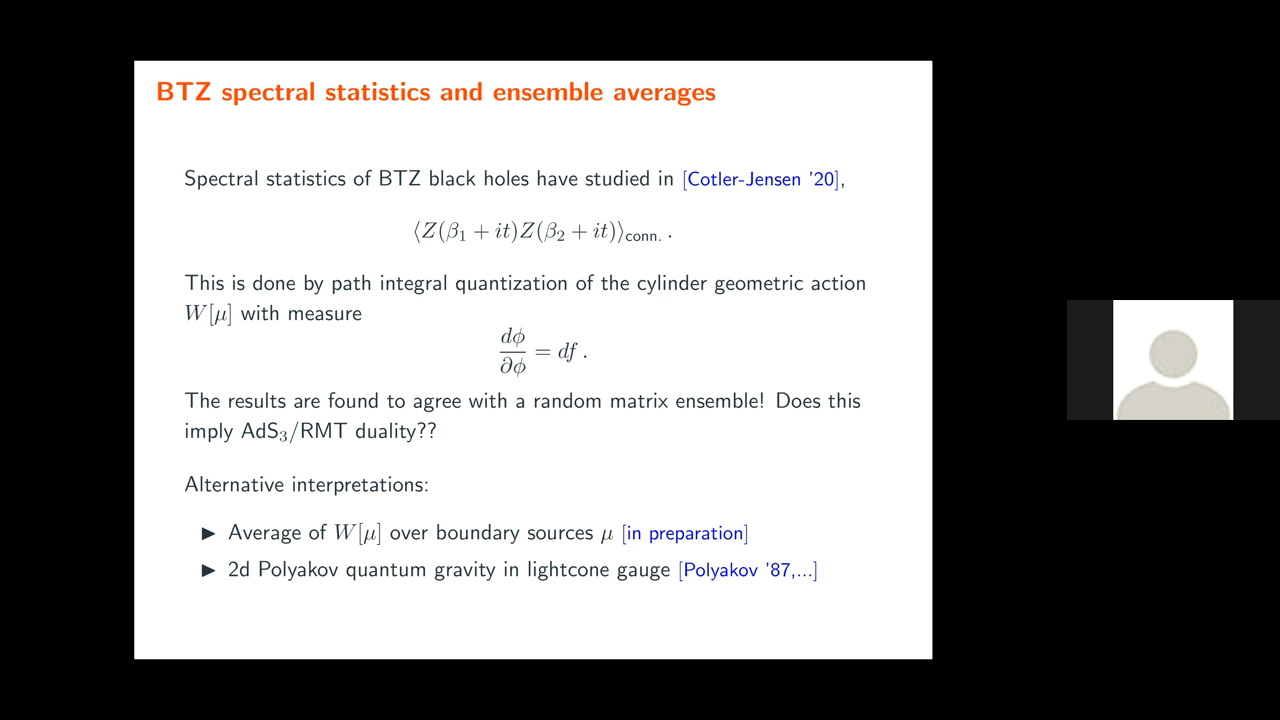 BTZ spectral statistics and ensemble averages
Spectral statistics of BTZ black holes have studied in [Cotler-Jensen '20],
⟨Z(β₁ + it)Z(β₂ + it)⟩conn. .
This is done by path integral quantization of the cylinder geometric action
W[μ] with measure
dϕ/∂ϕ = df .
The results are found to agree with a random matrix ensemble! Does this
imply AdS₃/RMT duality??
Alternative interpretations:
▶ Average of W[μ] over boundary sources μ [in preparation]
▶ 2d Polyakov quantum gravity in lightcone gauge [Polyakov '87,...]